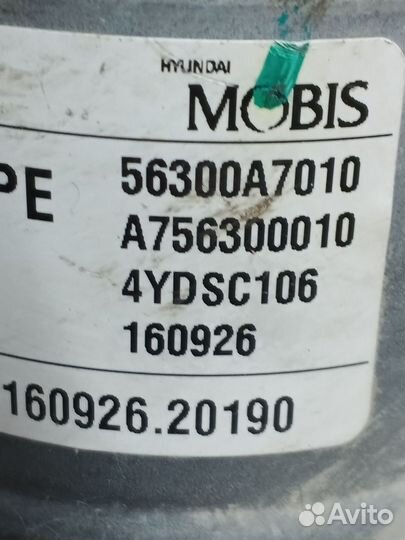 HYUNDAI
MOBIS
PE 56300A7010
A756300010
4YDSC106
160926
160926.20190
Avito